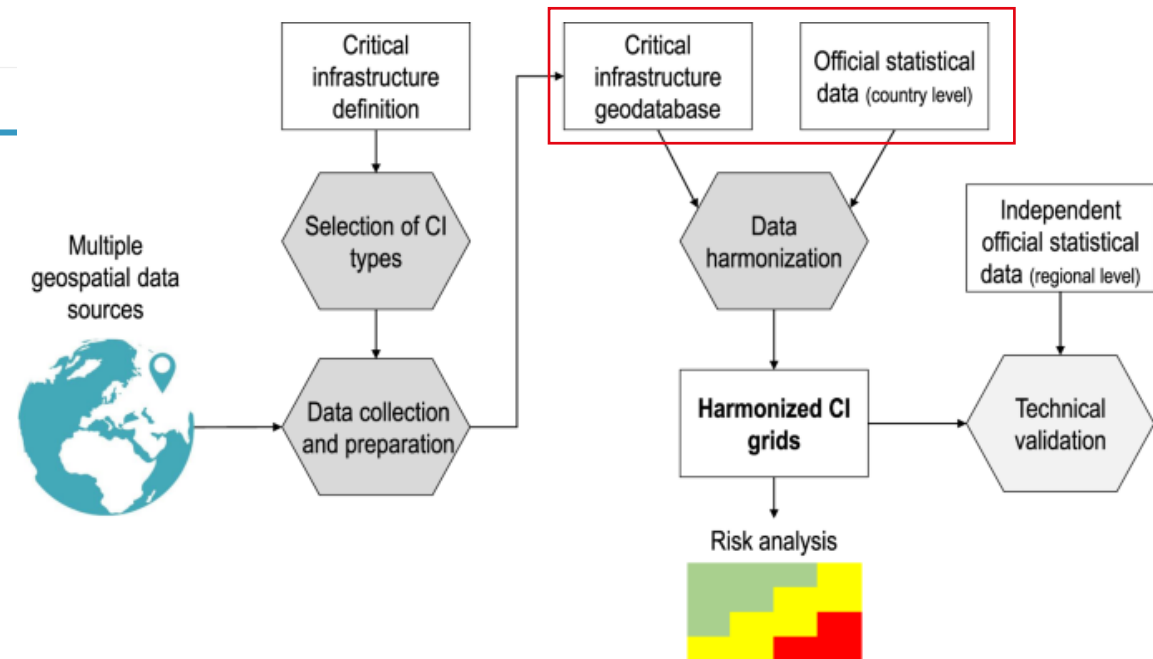 Critical
infrastructure
definition
Critical
infrastructure
geodatabase
Official statistical
data (country level)
Selection of CI
types
Data
harmonization
Independent
official statistical
data (regional level)
Multiple
geospatial data
sources
Data collection
and preparation
Harmonized CI
grids
Technical
validation
Risk analysis